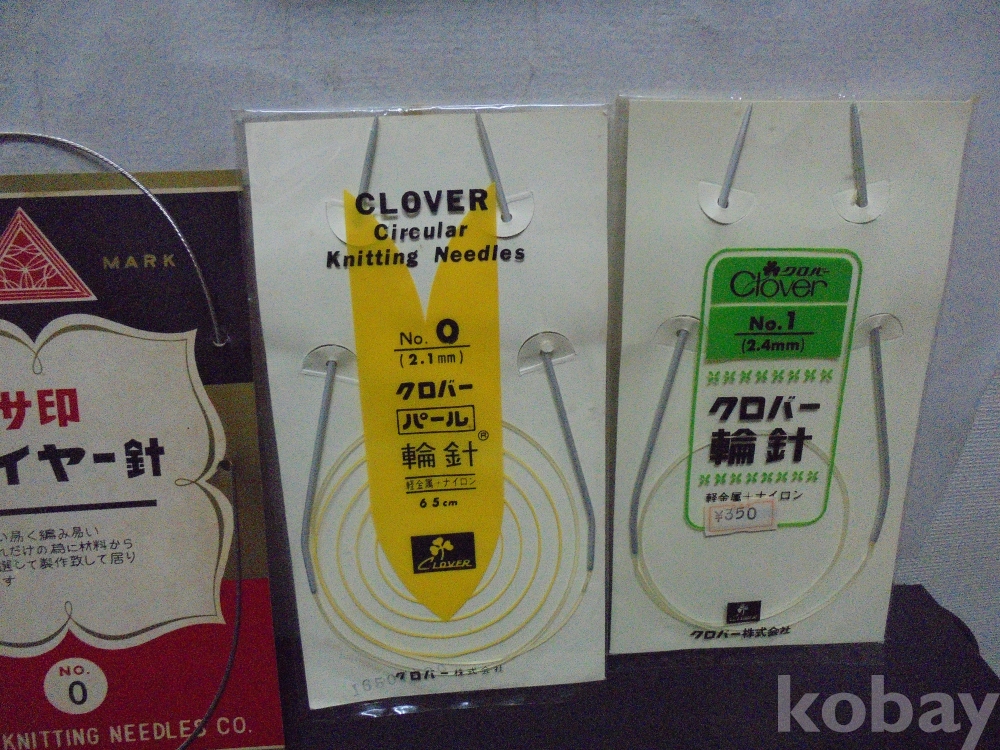 MARK
サ印
イヤー針
い易く編み易い
れだけの為に材料から
選して製作致して居り
す
NO.
0
KNITTING NEEDLES CO.
CLOVER
Circular
Knitting Needles
No. 0
(2.1mm)
クロバー
パール
輪針®
軽金属+ナイロン
65cm
CLOVER
クロバー株式会社
クロバー
Clover
No.1
(2.4mm)
クロバー
輪針
軽金属+ナイロン
¥350
クロバー株式会社
kobay